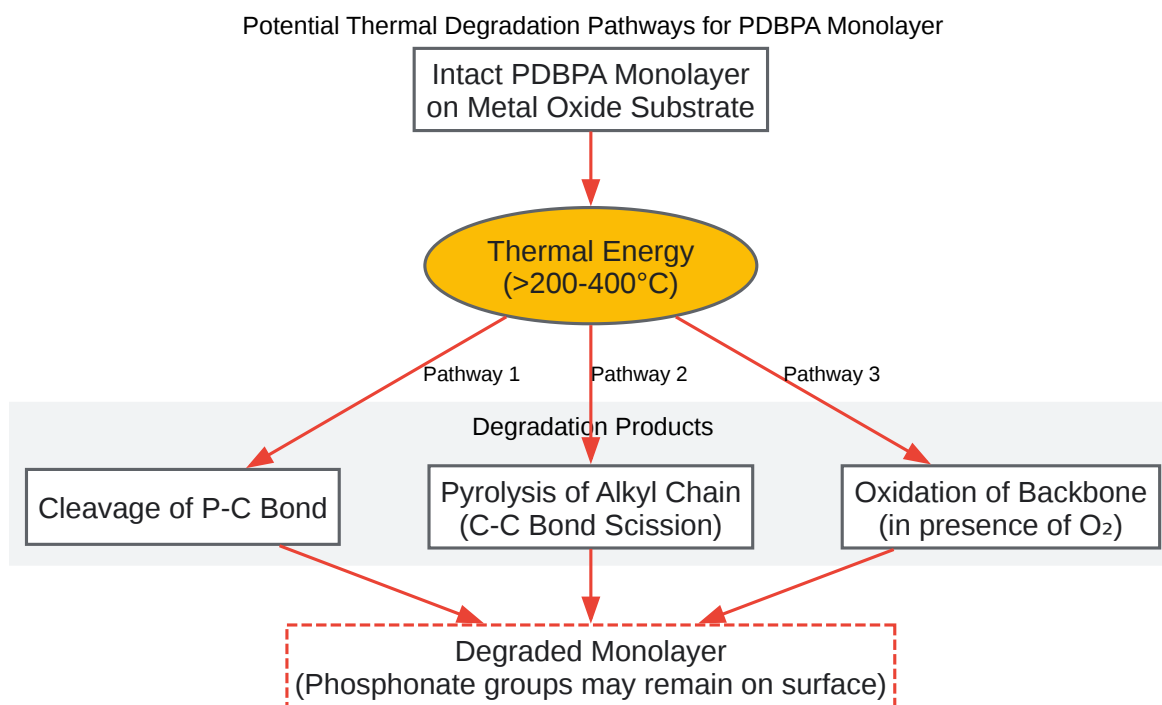 Potential Thermal Degradation Pathways for PDBPA Monolayer
Intact PDBPA Monolayer
on Metal Oxide Substrate
Thermal Energy
(>200-400°C)
Pathway 1
Pathway 2
Pathway 3
Degradation Products
Cleavage of P-C Bond
Pyrolysis of Alkyl Chain
(C-C Bond Scission)
Oxidation of Backbone
(in presence of O₂)
Degraded Monolayer
(Phosphonate groups may remain on surface)